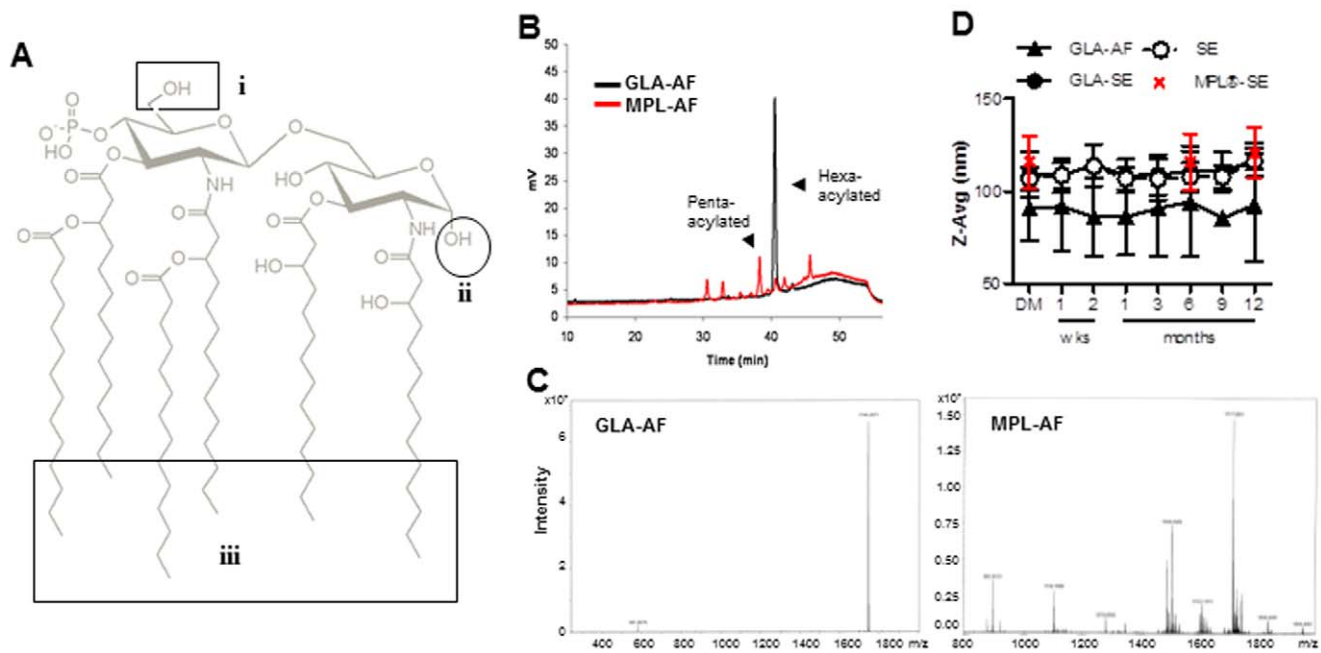 A
OH
i
O
P
O⁻
O
HO
O
O
O
O
HO
NH
O
O
O
O
O
NH
OH
ii
O
O
O
HO
O
HO
iii
B
50
45
40
35
30
25
20
15
10
5
0
mV
GLA-AF
MPL-AF
Penta-
acylated
Hexa-
acylated
10
20
30
40
50
Time (min)
D
GLA-AF
SE
GLA-SE
Z-Avg (nm)
150
100
50
DM
1
2
1
3
6
9
12
wks
months
C
GLA-AF
Intensity
6
4
2
0
400 600 800 1000 1200 1400 1600 1800 m/z
MPL-AF
1.50
1.25
1.00
0.75
0.50
0.25
0.00
800 1000 1200 1400 1600 1800 m/z